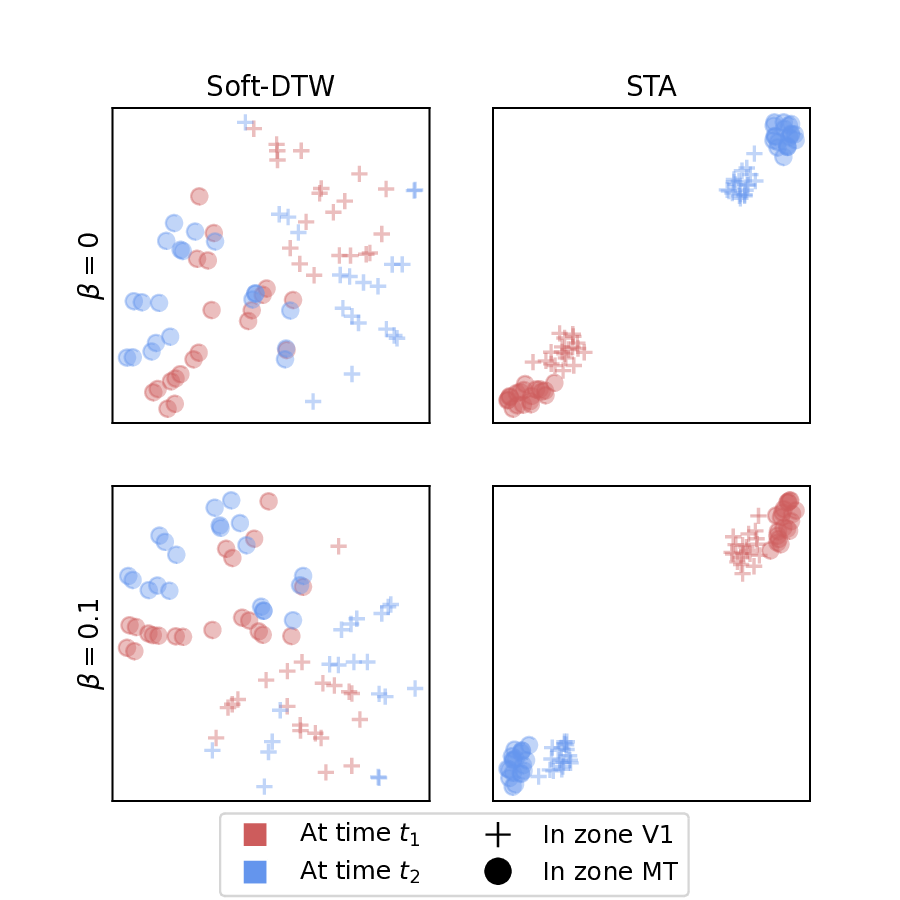 Soft-DTW
STA
β = 0
β = 0.1
At time t₁
At time t₂
In zone V1
In zone MT